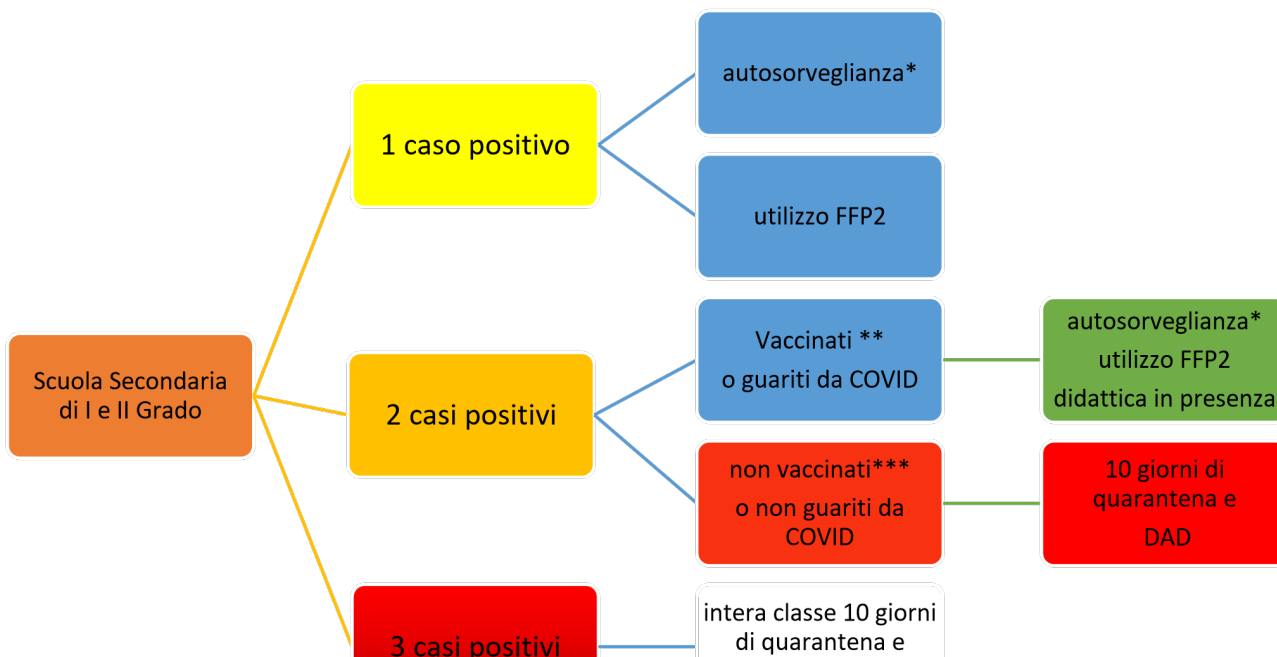 Scuola Secondaria
di I e II Grado
1 caso positivo
autosorveglianza*
utilizzo FFP2
2 casi positivi
Vaccinati **
o guariti da COVID
autosorveglianza*
utilizzo FFP2
didattica in presenza
non vaccinati***
o non guariti da
COVID
10 giorni di
quarantena e
DAD
3 casi positivi
intera classe 10 giorni
di quarantena e